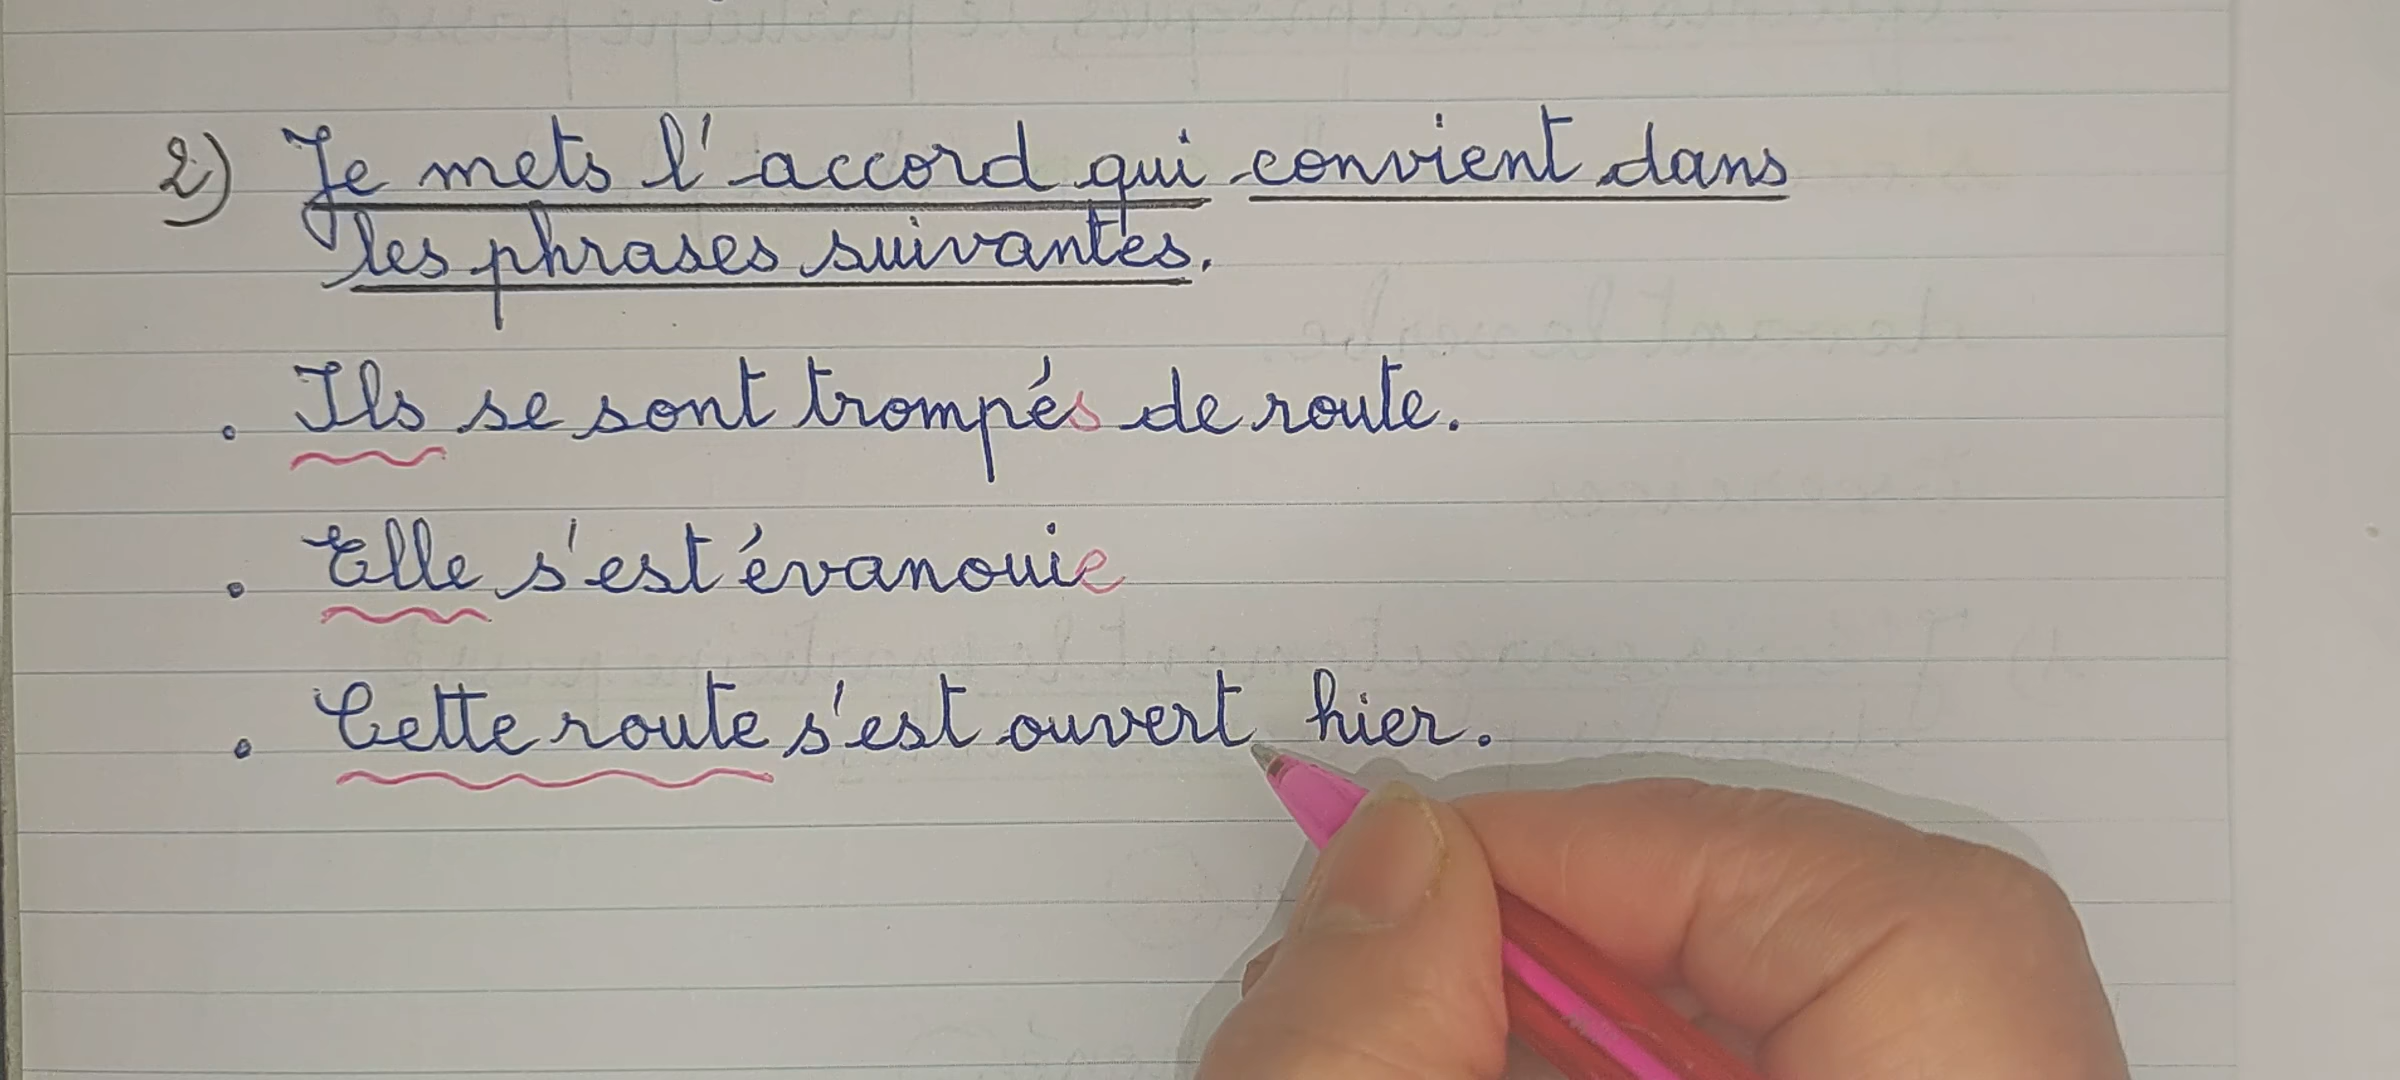 2) Je mets l'accord qui convient dans
les phrases suivantes.
. Ils se sont trompés de route.
. Elle s'est évanouie
. Cette route s'est ouvert hier.